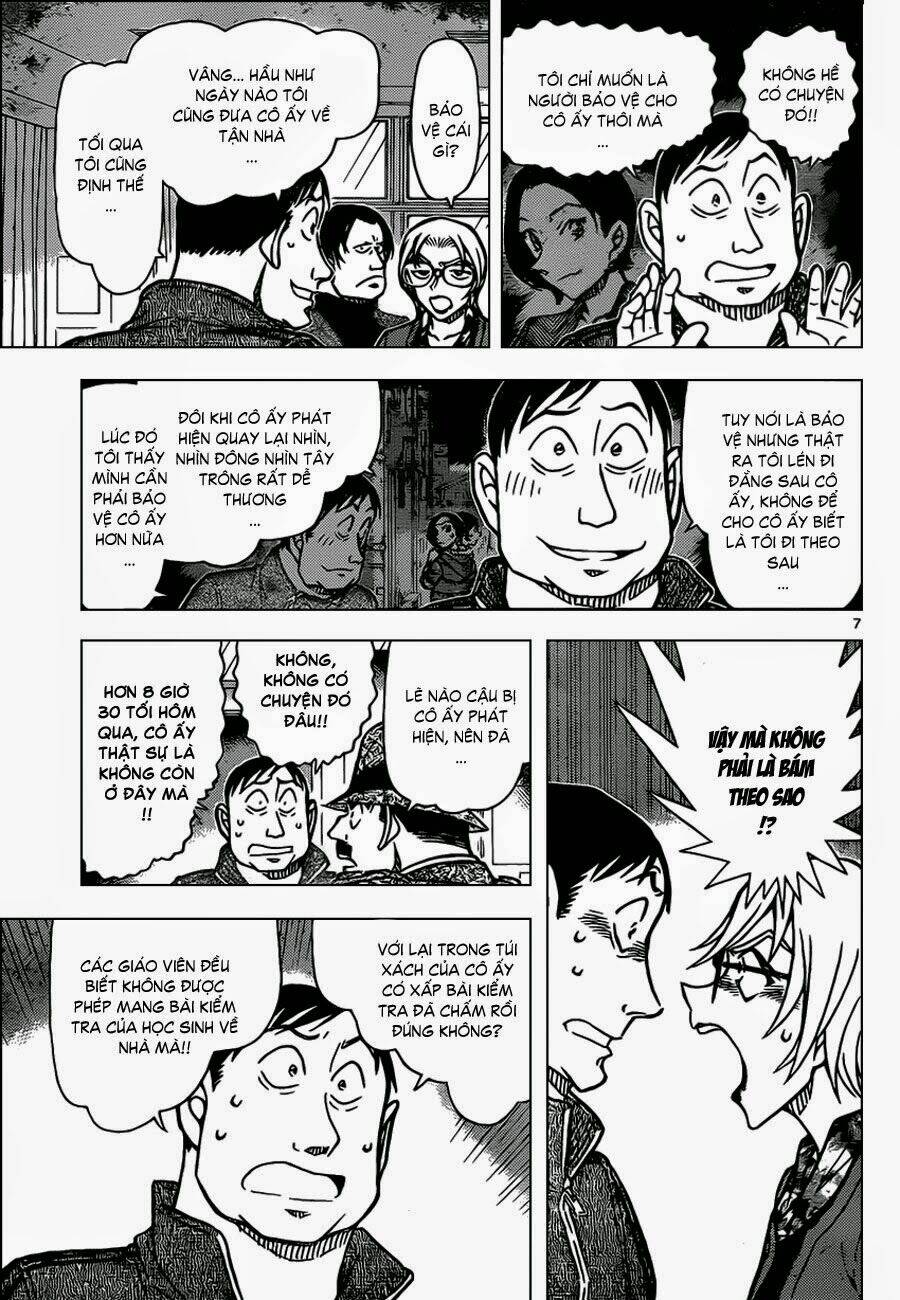 KHÔNG HỀ
CÓ CHUYỆN
ĐÓ!!
TÔI CHỈ MUỐN LÀ
NGƯỜI BẢO VỆ CHO
CÔ ẤY THÔI MÀ
...
BẢO
VỆ CÁI
GÌ?
VÂNG... HẦU NHƯ
NGÀY NÀO TÔI
CŨNG ĐƯA CÔ ẤY VỀ
TẬN NHÀ
...
TỐI QUA
TÔI CŨNG
ĐỊNH THẾ
...
TUY NÓI LÀ BẢO
VỆ NHƯNG THẬT
RA TÔI LÉN ĐI
ĐẰNG SAU CÔ
ẤY, KHÔNG ĐỂ
CHO CÔ ẤY BIẾT
LÀ TÔI ĐI THEO
SAU
...
ĐÔI KHI CÔ ẤY PHÁT
HIỆN QUAY LẠI NHÌN,
NHÌN ĐÔNG NHÌN TÂY
TRÔNG RẤT DỄ
THƯƠNG
...
LÚC ĐÓ
TÔI THẤY
MÌNH CẦN
PHẢI BẢO
VỆ CÔ ẤY
HƠN NỮA
...
7
VẬY MÀ KHÔNG
PHẢI LÀ BÁM
THEO SAO
!?
LẼ NÀO CẬU BỊ
CÔ ẤY PHÁT
HIỆN, NÊN ĐÃ
...
KHÔNG,
KHÔNG CÓ
CHUYỆN ĐÓ
ĐÂU!!
HƠN 8 GIỜ
30 TỐI HÔM
QUA, CÔ ẤY
THẬT SỰ LÀ
KHÔNG CÒN
Ở ĐÂY MÀ
!!
VỚI LẠI TRONG TÚI
XÁCH CỦA CÔ ẤY
CÓ XẤP BÀI KIỂM
TRA ĐÃ CHẤM RỒI
ĐÚNG KHÔNG?
CÁC GIÁO VIÊN ĐỀU
BIẾT KHÔNG ĐƯỢC
PHÉP MANG BÀI KIỂM
TRA CỦA HỌC SINH VỀ
NHÀ MÀ!!